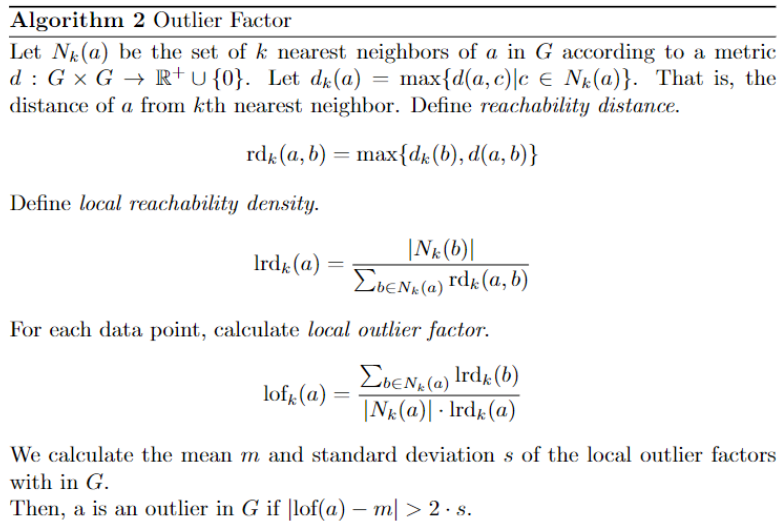 Algorithm 2 Outlier Factor
Let N_k(a) be the set of k nearest neighbors of a in G according to a metric
d : G × G → ℝ⁺ ∪ {0}. Let d_k(a) = max{d(a, c)|c ∈ N_k(a)}. That is, the
distance of a from kth nearest neighbor. Define reachability distance.
rd_k(a, b) = max{d_k(b), d(a, b)}
Define local reachability density.
lrd_k(a) = |N_k(b)| / ∑_{b∈N_k(a)} rd_k(a, b)
For each data point, calculate local outlier factor.
lof_k(a) = ∑_{b∈N_k(a)} lrd_k(b) / |N_k(a)| · lrd_k(a)
We calculate the mean m and standard deviation s of the local outlier factors
with in G.
Then, a is an outlier in G if |lof(a) − m| > 2 · s.